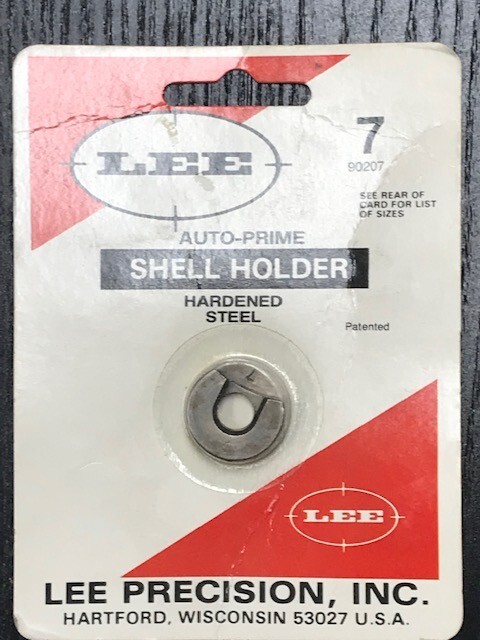 LEE
7
90207
SEE REAR OF
CARD FOR LIST
OF SIZES
AUTO-PRIME
SHELL HOLDER
HARDENED
STEEL
Patented
7
LEE
LEE PRECISION, INC.
HARTFORD, WISCONSIN 53027 U.S.A.